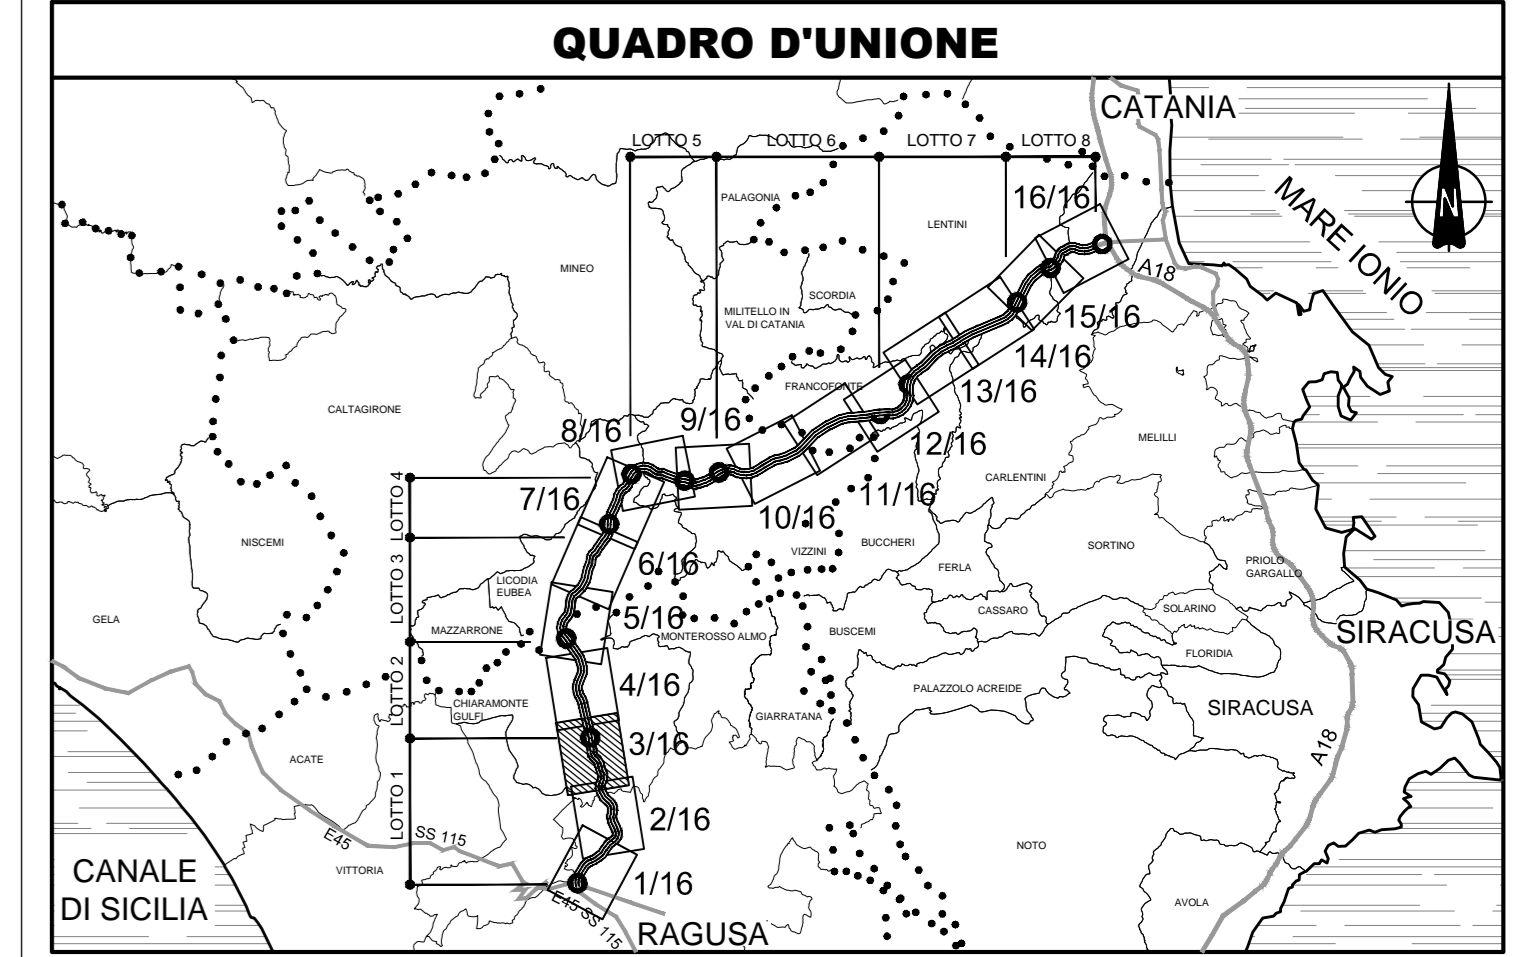 QUADRO D'UNIONE
CATANIA
LOTTO 5
LOTTO 6
LOTTO 7
LOTTO 8
16/16
PALAGONIA
LENTINI
MARE IONIO
N
MINEO
A18
SCORDIA
MILITELLO IN
VAL DI CATANIA
15/16
14/16
FRANCOFONTE
13/16
CALTAGIRONE
8/16
9/16
12/16
MELILLI
CARLENTINI
7/16
LOTTO 4
11/16
10/16
NISCEMI
VIZZINI
BUCCHERI
SORTINO
6/16
FERLA
PRIOLO
GARGALLO
LICODIA
EUBEA
LOTTO 3
GELA
5/16
CASSARO
SOLARINO
MAZZARRONE
MONTEROSSO ALMO
BUSCEMI
SIRACUSA
FLORIDIA
4/16
LOTTO 2
PALAZZOLO ACREIDE
CHIARAMONTE
GULFI
GIARRATANA
SIRACUSA
3/16
A18
ACATE
LOTTO 1
2/16
E45
SS 115
NOTO
CANALE
DI SICILIA
VITTORIA
1/16
E45 SS 115
AVOLA
RAGUSA